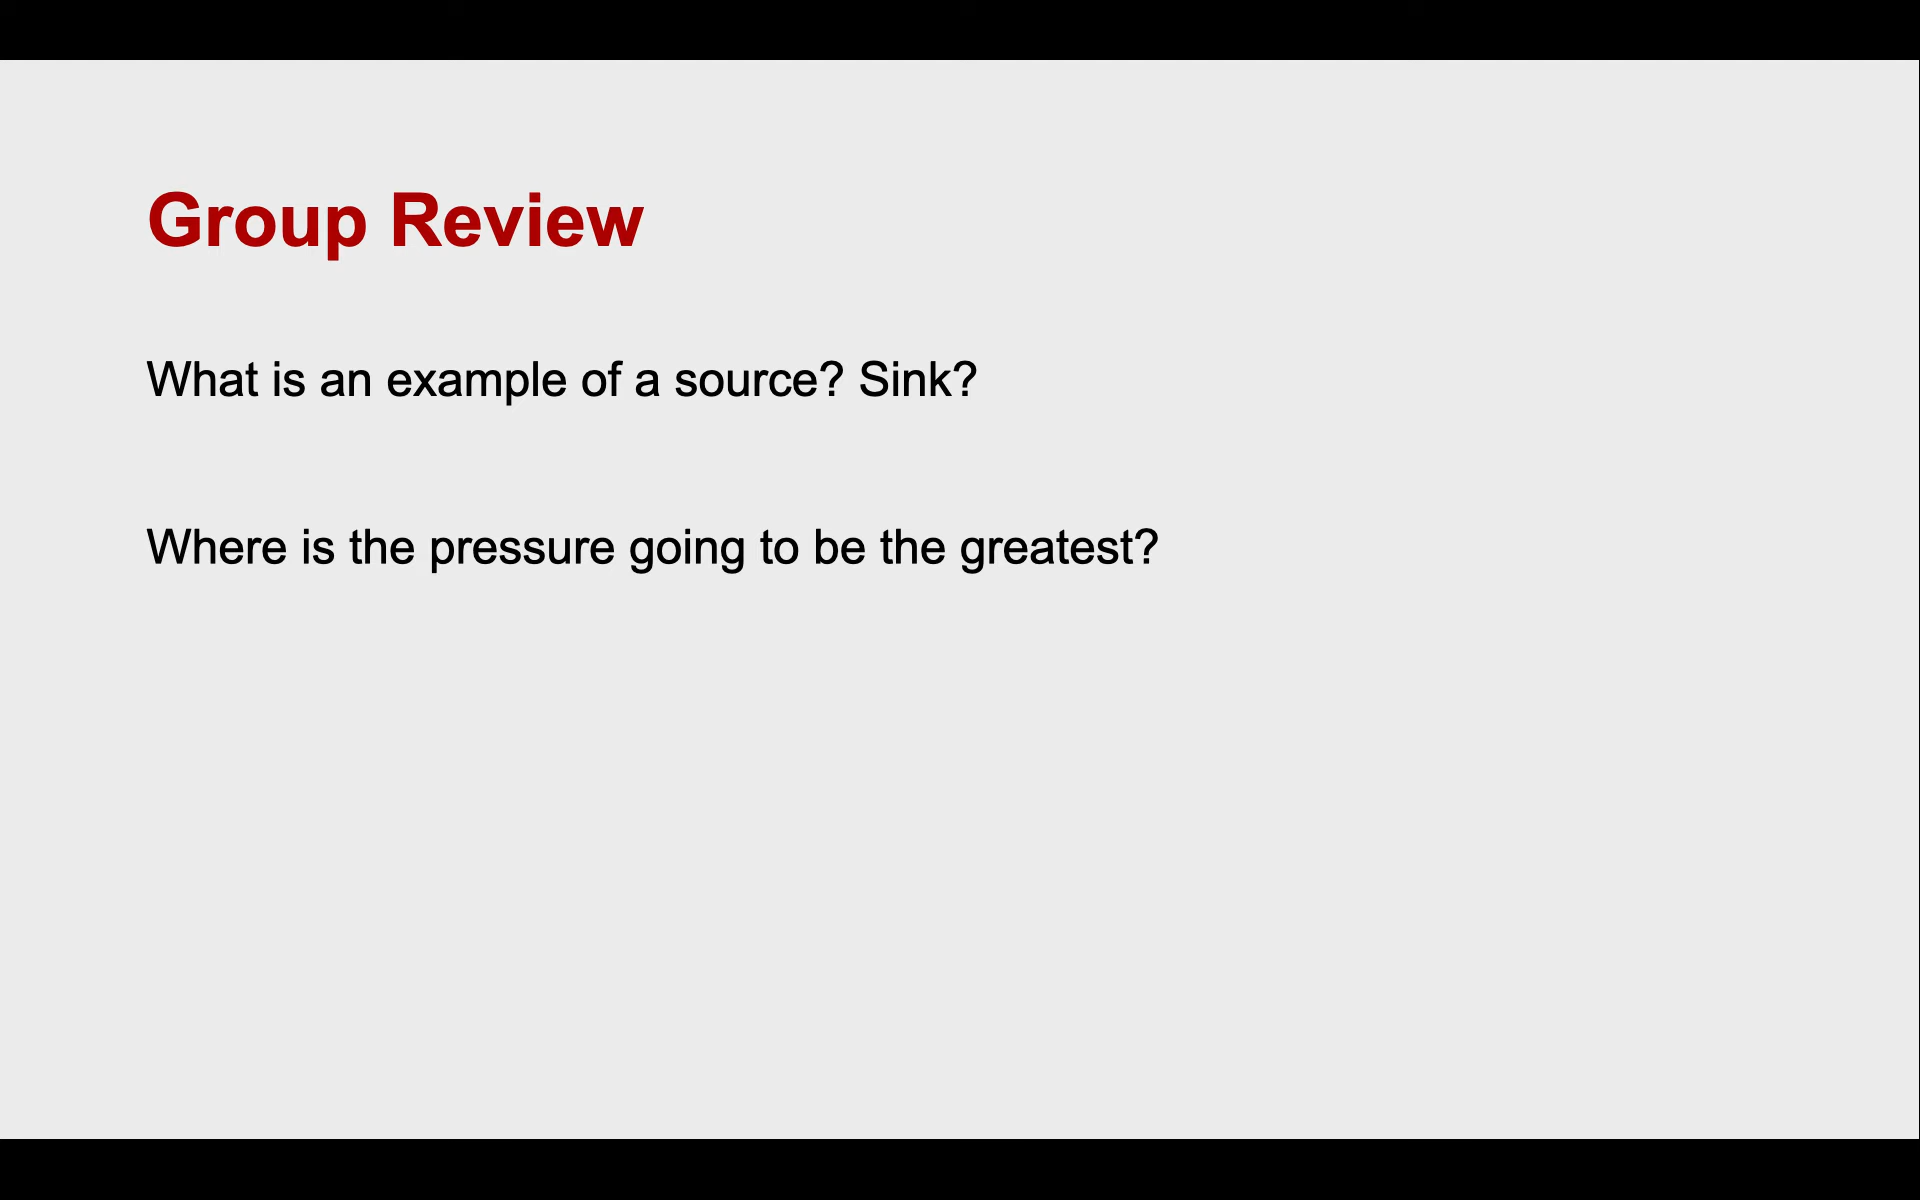 Group Review
What is an example of a source? Sink?
Where is the pressure going to be the greatest?